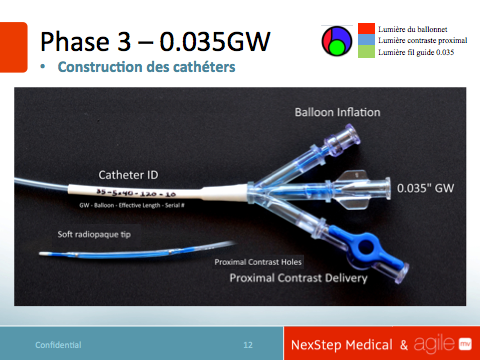 Phase 3 – 0.035GW
• Construction des cathéters
Lumière du ballonnet
Lumière contraste proximal
Lumière fil guide 0.035
Balloon Inflation
Catheter ID
35-5.40-120-10
0.035" GW
GW - Balloon - Effective Length - Serial #
Soft radiopaque tip
Proximal Contrast Holes
Proximal Contrast Delivery
Confidential
12
NexStep Medical & agile mv